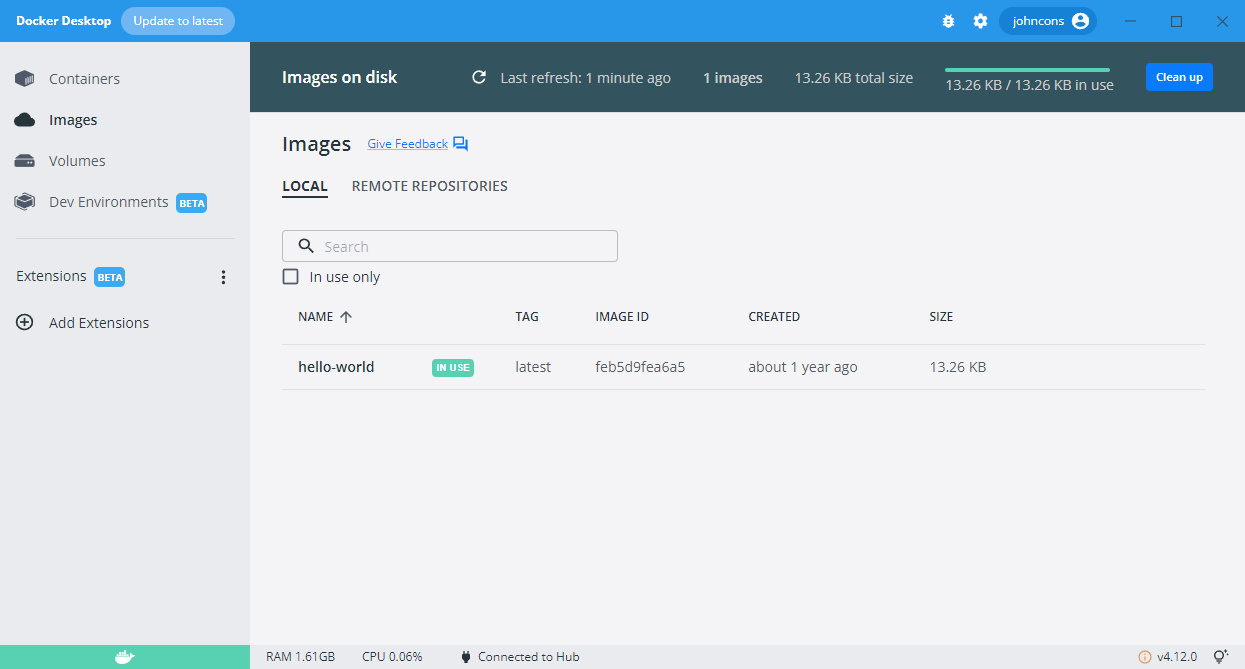 Docker Desktop Update to latest johncons
Containers
Images
Volumes
Dev Environments BETA
Extensions BETA
Add Extensions
Images on disk Last refresh: 1 minute ago 1 images 13.26 KB total size 13.26 KB / 13.26 KB in use Clean up
Images Give Feedback
LOCAL REMOTE REPOSITORIES
Search
In use only
NAME TAG IMAGE ID CREATED SIZE
hello-world IN USE latest feb5d9fea6a5 about 1 year ago 13.26 KB
RAM 1.61GB CPU 0.06% Connected to Hub v4.12.0